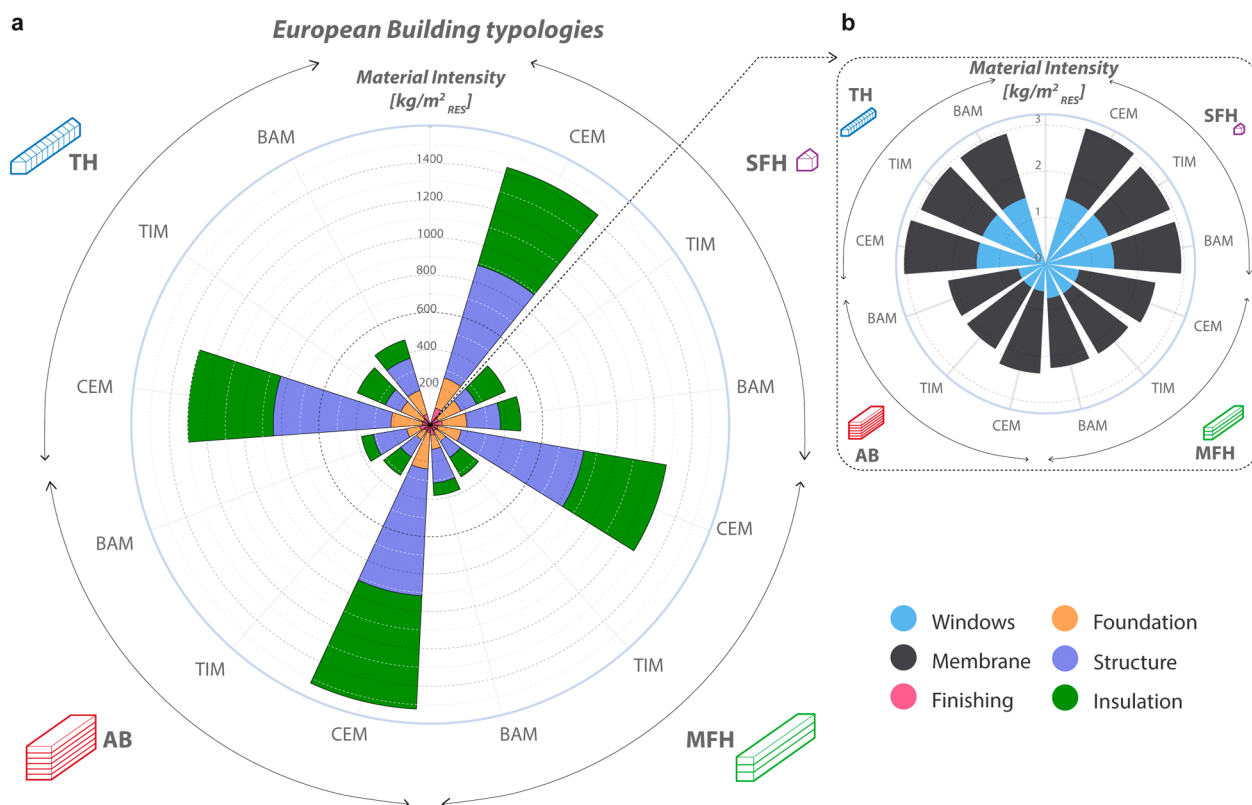 a
European Building typologies
Material Intensity
[kg/m² RES]
BAM
CEM
TH
SFH
TIM
TIM
1400
1200
1000
800
600
400
200
CEM
BAM
BAM
CEM
TIM
TIM
CEM
BAM
AB
MFH
b
Material Intensity
[kg/m² RES]
TH
SFH
BAM
CEM
3
2
1
0
TIM
TIM
CEM
BAM
BAM
CEM
TIM
TIM
CEM
BAM
AB
MFH
Windows
Foundation
Membrane
Structure
Finishing
Insulation